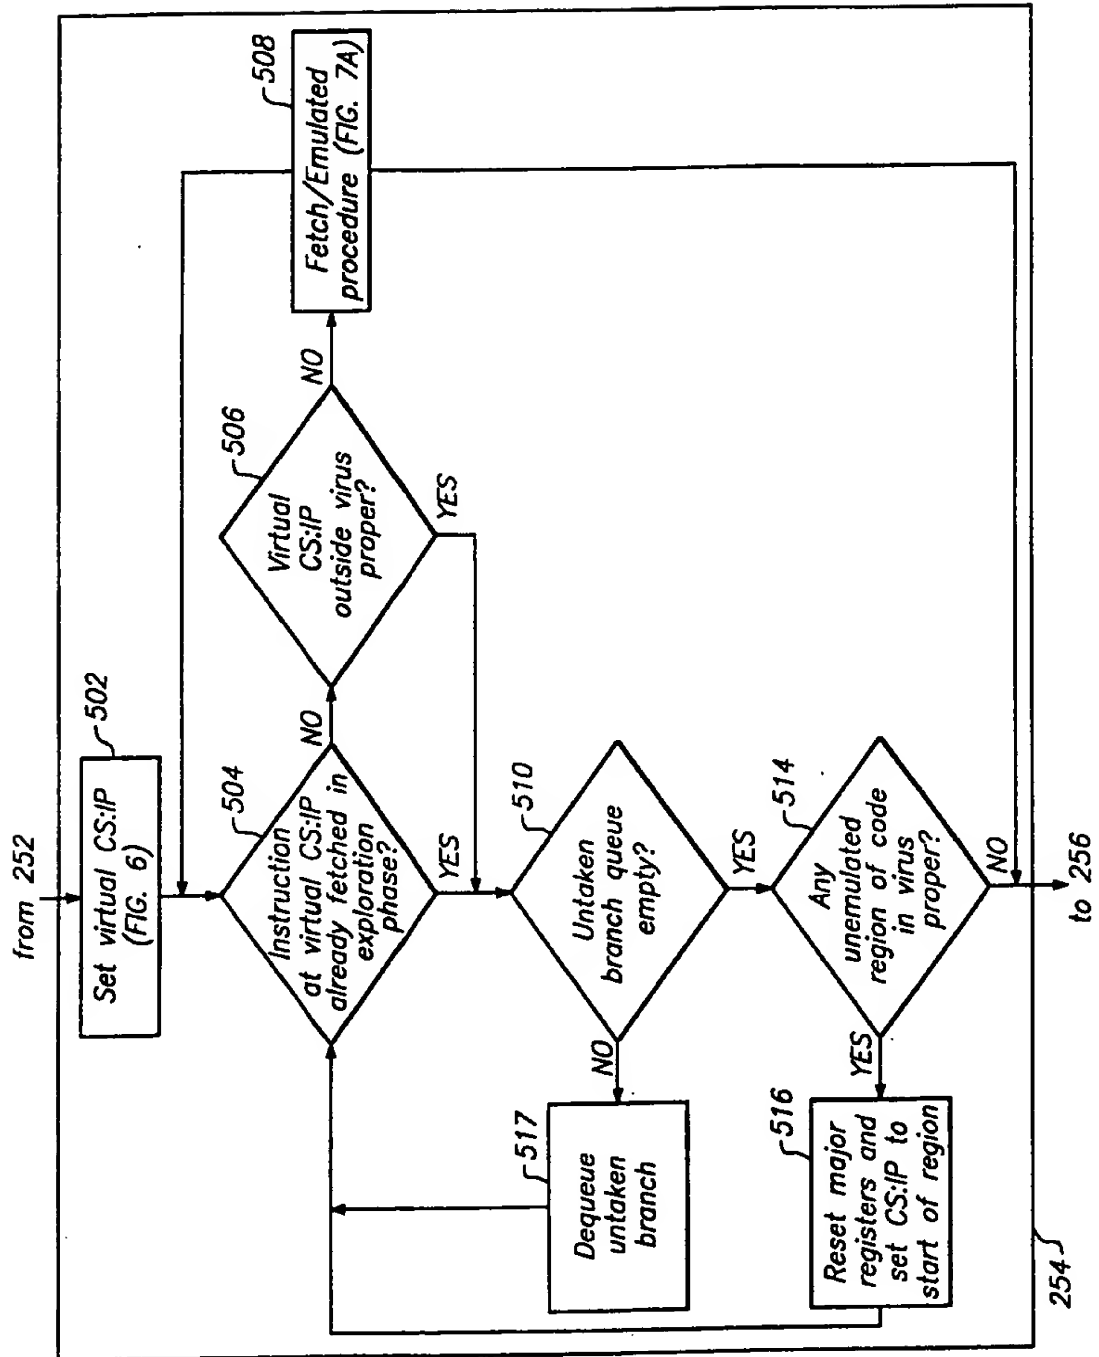 from 252
502
Set virtual CS:IP
(FIG. 6)
504
Instruction
at virtual CS:IP
already fetched in
exploration
phase?
NO
YES
506
Virtual
CS:IP
outside virus
proper?
NO
YES
508
Fetch/Emulated
procedure (FIG. 7A)
510
Untaken
branch queue
empty?
NO
YES
517
Dequeue
untaken
branch
514
Any
unemulated
region of code
in virus
proper?
YES
NO
516
Reset major
registers and
set CS:IP to
start of region
254
to 256